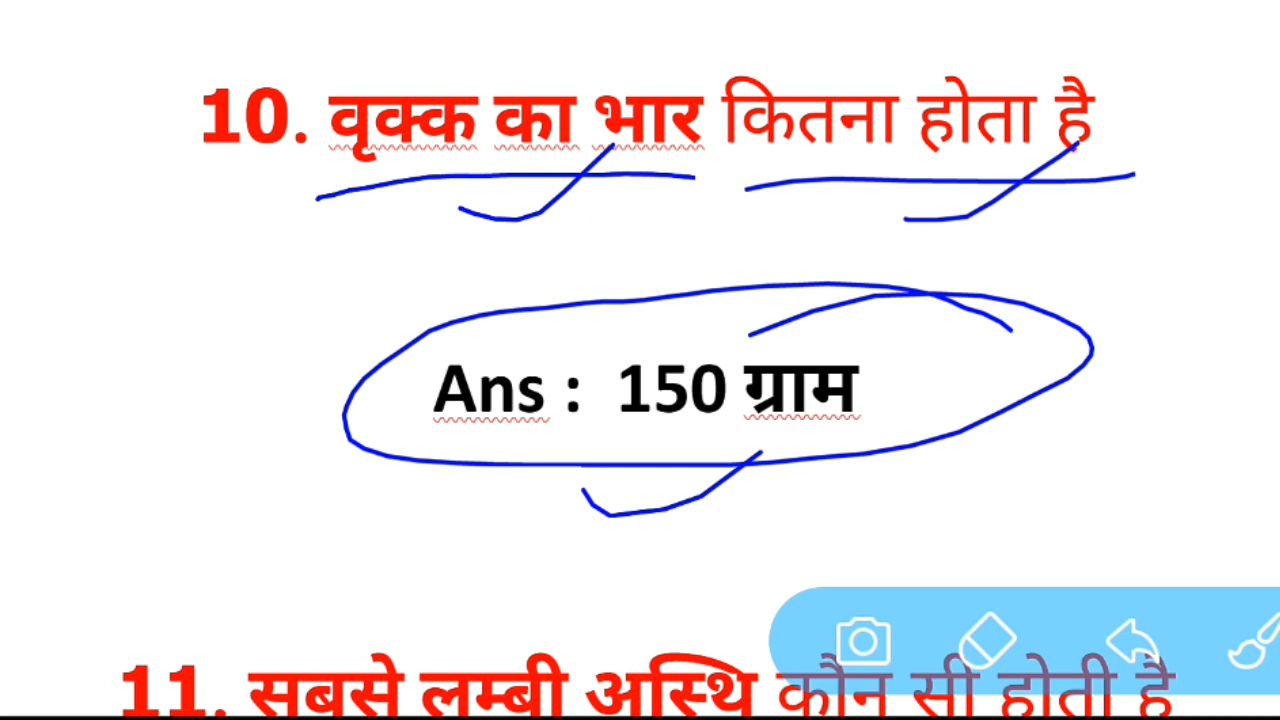 10. वृक्क का भार कितना होता है
Ans : 150 ग्राम
11. सबसे लम्बी अस्थि कौन सी होती है